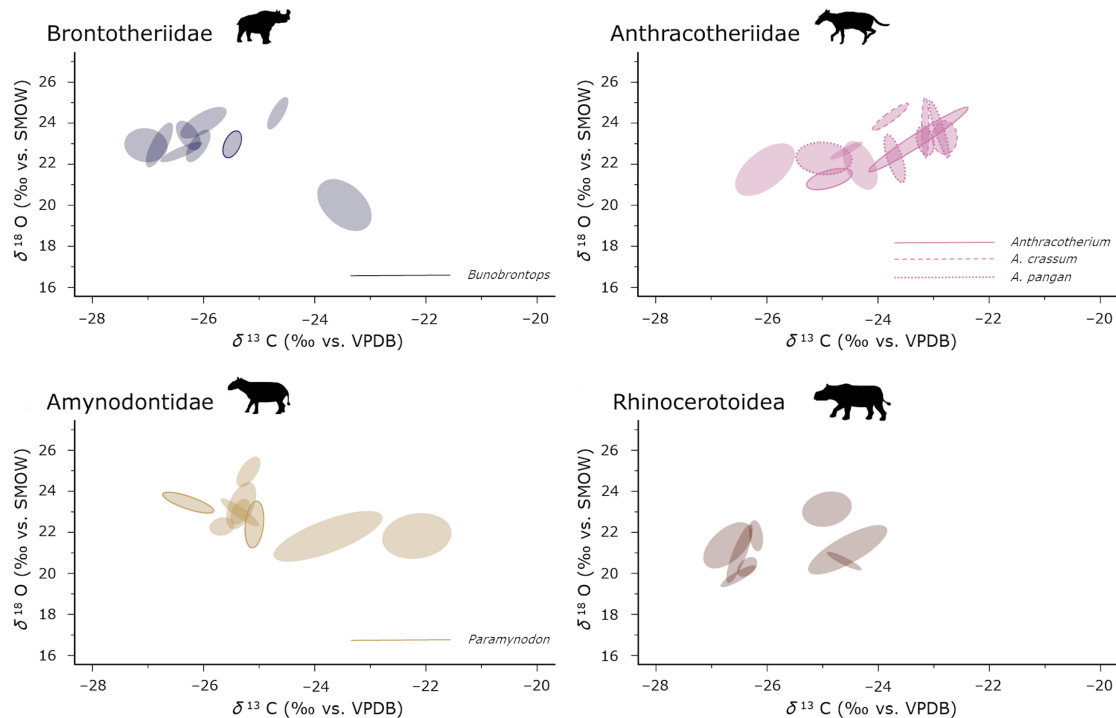 Brontotheriidae
δ 18 O (‰ vs. SMOW)
26
24
22
20
18
16
Bunobrontops
−28
−26
−24
−22
−20
δ 13 C (‰ vs. VPDB)
Anthracotheriidae
δ 18 O (‰ vs. SMOW)
26
24
22
20
18
16
Anthracotherium
A. crassum
A. pangan
−28
−26
−24
−22
−20
δ 13 C (‰ vs. VPDB)
Amynodontidae
δ 18 O (‰ vs. SMOW)
26
24
22
20
18
16
Paramynodon
−28
−26
−24
−22
−20
δ 13 C (‰ vs. VPDB)
Rhinocerotoidea
δ 18 O (‰ vs. SMOW)
26
24
22
20
18
16
−28
−26
−24
−22
−20
δ 13 C (‰ vs. VPDB)